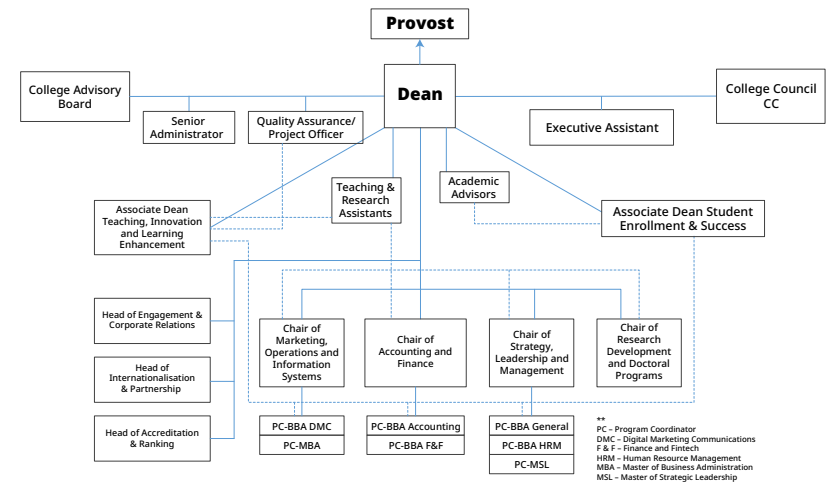 Provost
Dean
College Advisory
Board
College Council
CC
Senior
Administrator
Quality Assurance/
Project Officer
Executive Assistant
Teaching &
Research
Assistants
Academic
Advisors
Associate Dean
Teaching, Innovation
and Learning
Enhancement
Associate Dean Student
Enrollment & Success
Head of Engagement &
Corporate Relations
Head of
Internationalisation
& Partnership
Head of Accreditation
& Ranking
Chair of
Marketing,
Operations and
Information
Systems
Chair of
Accounting and
Finance
Chair of
Strategy,
Leadership and
Management
Chair of
Research
Development
and Doctoral
Programs
PC-BBA DMC
PC-MBA
PC-BBA Accounting
PC-BBA F&F
PC-BBA General
PC-BBA HRM
PC-MSL
**
PC – Program Coordinator
DMC – Digital Marketing Communications
F & F – Finance and Fintech
HRM – Human Resource Management
MBA – Master of Business Administration
MSL – Master of Strategic Leadership